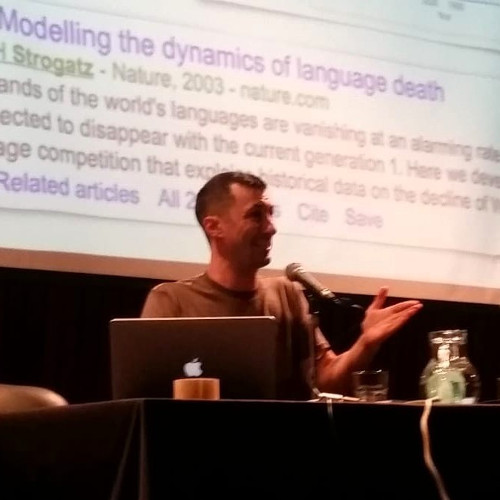 Modelling the dynamics of language death
H Strogatz - Nature, 2003 - nature.com
ands of the world's languages are vanishing at an alarming rate
ected to disappear with the current generation 1. Here we deve
age competition that explains historical data on the decline of
Related articles All 2 s Cite Save